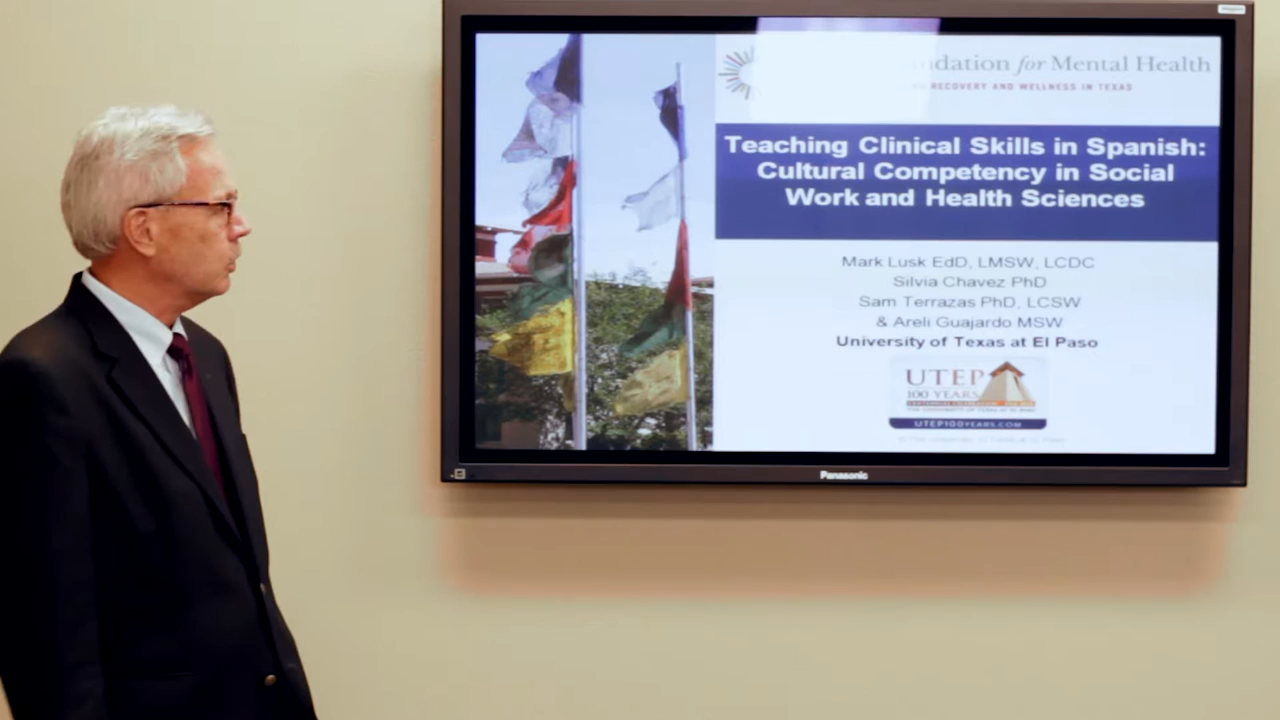 ndation for Mental Health
RECOVERY AND WELLNESS IN TEXAS
Teaching Clinical Skills in Spanish:
Cultural Competency in Social
Work and Health Sciences
Mark Lusk EdD, LMSW, LCDC
Silvia Chavez PhD
Sam Terrazas PhD, LCSW
& Areli Guajardo MSW
University of Texas at El Paso
UTEP
100 YEARS
UTEP100YEARS.COM
Panasonic